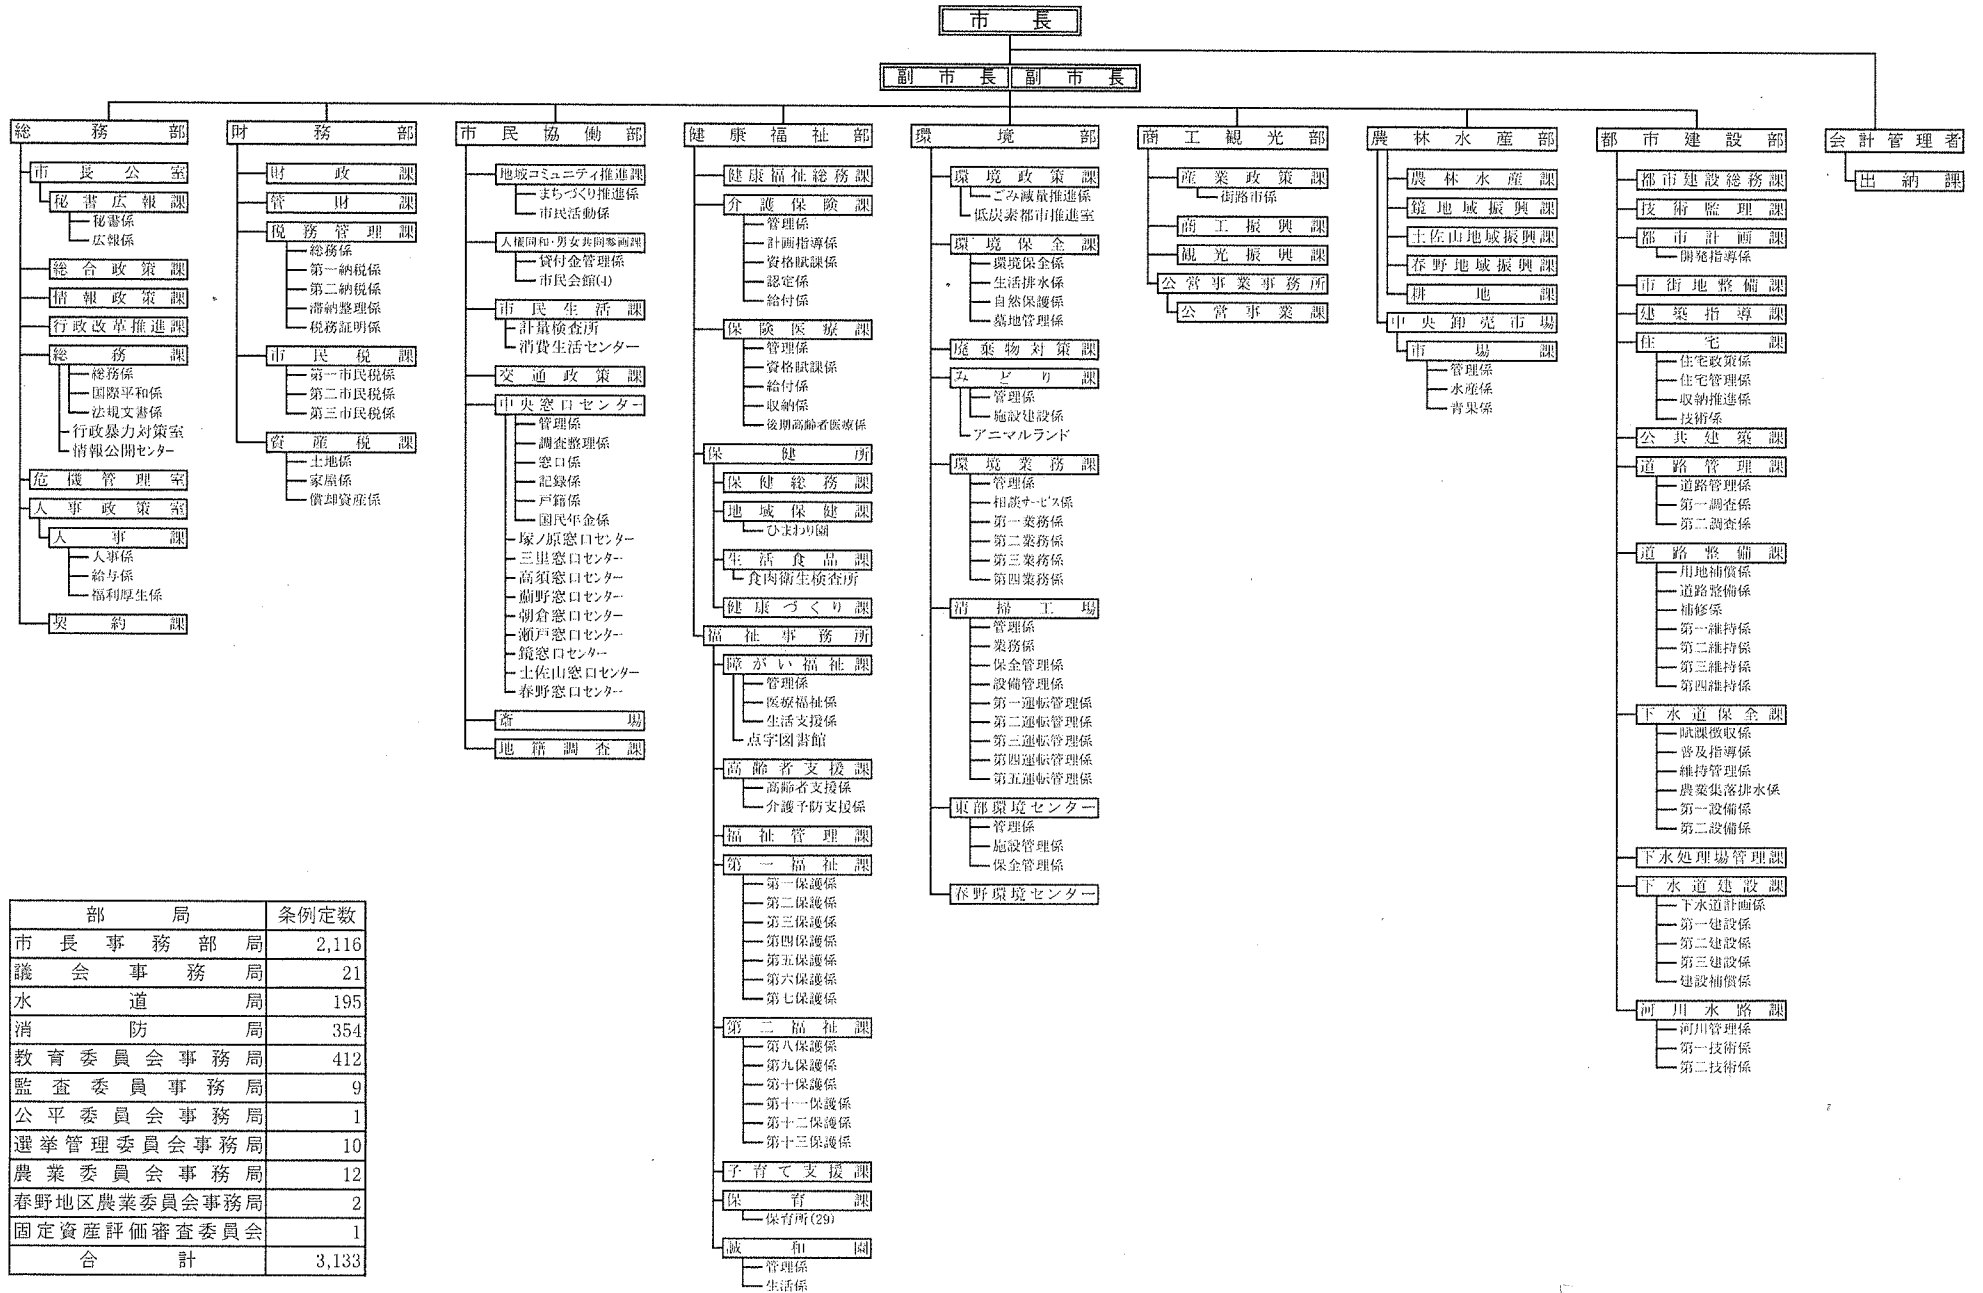 市長
副市長
副市長
総務部
市長公室
秘書広報課
秘書係
広報係
総合政策課
情報政策課
行政改革推進課
総務課
総務係
国際平和係
法規文書係
行政暴力対策室
情報公開センター
危機管理室
人事政策室
人事課
人事係
給与係
福利厚生係
契約課
財務部
財政課
管財課
税務管理課
総務係
第一納税係
第二納税係
滞納整理係
税務証明係
市民税課
第一市民税係
第二市民税係
第三市民税係
資産税課
土地係
家屋係
償却資産係
市民協働部
地域コミュニティ推進課
まちづくり推進係
市民活動係
人権同和・男女共同参画課
貸付金管理係
市民会館(4)
市民生活課
計量検査所
消費生活センター
交通政策課
中央窓口センター
管理係
調査整理係
窓口係
記録係
戸籍係
国民年金係
塚ノ原窓口センター
三里窓口センター
高須窓口センター
薊野窓口センター
朝倉窓口センター
瀬戸窓口センター
鏡窓口センター
土佐山窓口センター
春野窓口センター
斎場
地籍調査課
健康福祉部
健康福祉総務課
介護保険課
管理係
計画指導係
資格賦課係
認定係
給付係
保険医療課
管理係
資格賦課係
給付係
収納係
後期高齢者医療係
保健所
保健総務課
地域保健課
ひまわり園
生活食品課
食肉衛生検査所
健康づくり課
福祉事務所
障がい福祉課
管理係
医療福祉係
生活支援係
点字図書館
高齢者支援課
高齢者支援係
介護予防支援係
福祉管理課
第一福祉課
第一保護係
第二保護係
第三保護係
第四保護係
第五保護係
第六保護係
第七保護係
第二福祉課
第八保護係
第九保護係
第十保護係
第十一保護係
第十二保護係
第十三保護係
子育て支援課
保育課
保育所(29)
誠和園
管理係
生活係
環境部
環境政策課
ごみ減量推進係
低炭素都市推進室
環境保全課
環境保全係
生活排水係
自然保護係
墓地管理係
廃棄物対策課
みどり課
管理係
施設建設係
アニマルランド
環境業務課
管理係
相談サービス係
第一業務係
第二業務係
第三業務係
第四業務係
清掃工場
管理係
業務係
保全管理係
設備管理係
第一運転管理係
第二運転管理係
第三運転管理係
第四運転管理係
第五運転管理係
東部環境センター
管理係
施設管理係
保全管理係
春野環境センター
商工観光部
産業政策課
街路市係
商工振興課
観光振興課
公営事業事務所
公営事業課
農林水産部
農林水産課
鏡地域振興課
土佐山地域振興課
春野地域振興課
耕地課
中央卸売市場
市場課
管理係
水産係
青果係
都市建設部
都市建設総務課
技術監理課
都市計画課
開発指導係
市街地整備課
建築指導課
住宅課
住宅政策係
住宅管理係
収納推進係
技術係
公共建築課
道路管理課
道路管理係
第一調査係
第二調査係
道路整備課
用地補償係
道路整備係
補修係
第一維持係
第二維持係
第三維持係
第四維持係
下水道保全課
賦課徴収係
普及指導係
維持管理係
農業集落排水係
第一設備係
第二設備係
下水処理場管理課
下水道建設課
下水道計画係
第一建設係
第二建設係
第三建設係
建設補償係
河川水路課
河川管理係
第一技術係
第二技術係
会計管理者
出納課
部局 条例定数
市長事務部局 2,116
議会事務局 21
水道局 195
消防局 354
教育委員会事務局 412
監査委員事務局 9
公平委員会事務局 1
選挙管理委員会事務局 10
農業委員会事務局 12
春野地区農業委員会事務局 2
固定資産評価審査委員会 1
合計 3,133